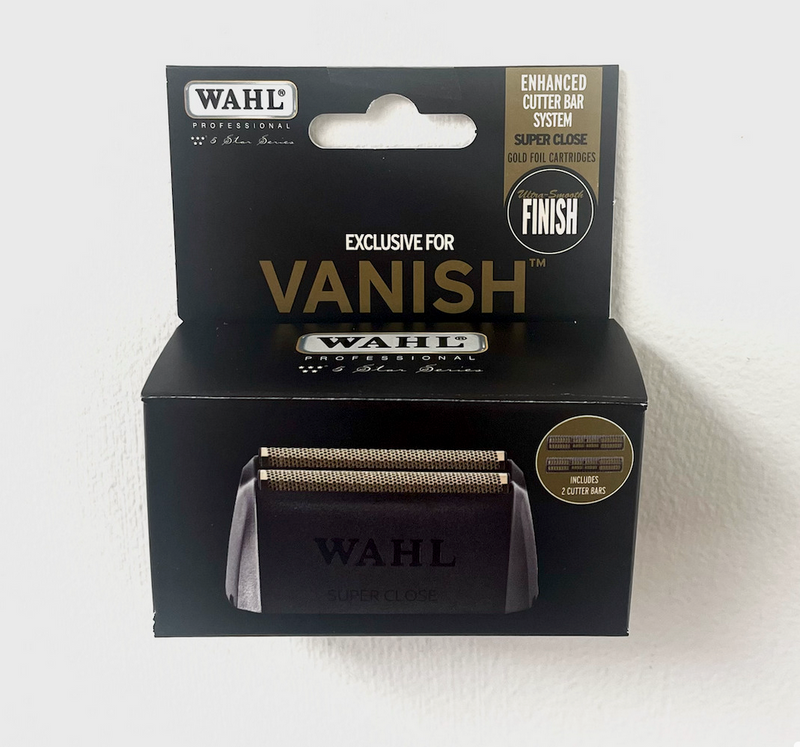 WAHL®
PROFESSIONAL
5 Star Series
ENHANCED
CUTTER BAR
SYSTEM
SUPER CLOSE
GOLD FOIL CARTRIDGES
Ultra-Smooth
FINISH
EXCLUSIVE FOR
VANISH™
WAHL®
PROFESSIONAL
5 Star Series
INCLUDES
2 CUTTER BARS
WAHL
SUPER CLOSE